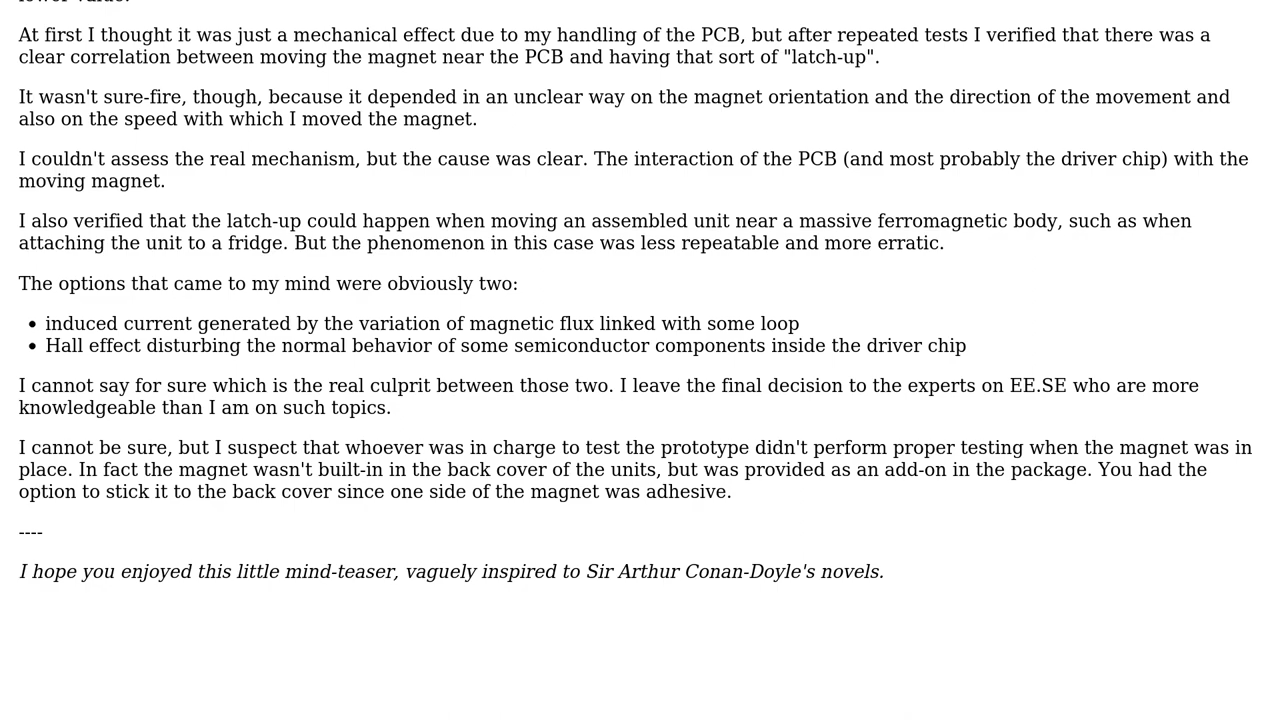 lower value.
At first I thought it was just a mechanical effect due to my handling of the PCB, but after repeated tests I verified that there was a
clear correlation between moving the magnet near the PCB and having that sort of "latch-up".
It wasn't sure-fire, though, because it depended in an unclear way on the magnet orientation and the direction of the movement and
also on the speed with which I moved the magnet.
I couldn't assess the real mechanism, but the cause was clear. The interaction of the PCB (and most probably the driver chip) with the
moving magnet.
I also verified that the latch-up could happen when moving an assembled unit near a massive ferromagnetic body, such as when
attaching the unit to a fridge. But the phenomenon in this case was less repeatable and more erratic.
The options that came to my mind were obviously two:
• induced current generated by the variation of magnetic flux linked with some loop
• Hall effect disturbing the normal behavior of some semiconductor components inside the driver chip
I cannot say for sure which is the real culprit between those two. I leave the final decision to the experts on EE.SE who are more
knowledgeable than I am on such topics.
I cannot be sure, but I suspect that whoever was in charge to test the prototype didn't perform proper testing when the magnet was in
place. In fact the magnet wasn't built-in in the back cover of the units, but was provided as an add-on in the package. You had the
option to stick it to the back cover since one side of the magnet was adhesive.
----
I hope you enjoyed this little mind-teaser, vaguely inspired to Sir Arthur Conan-Doyle's novels.